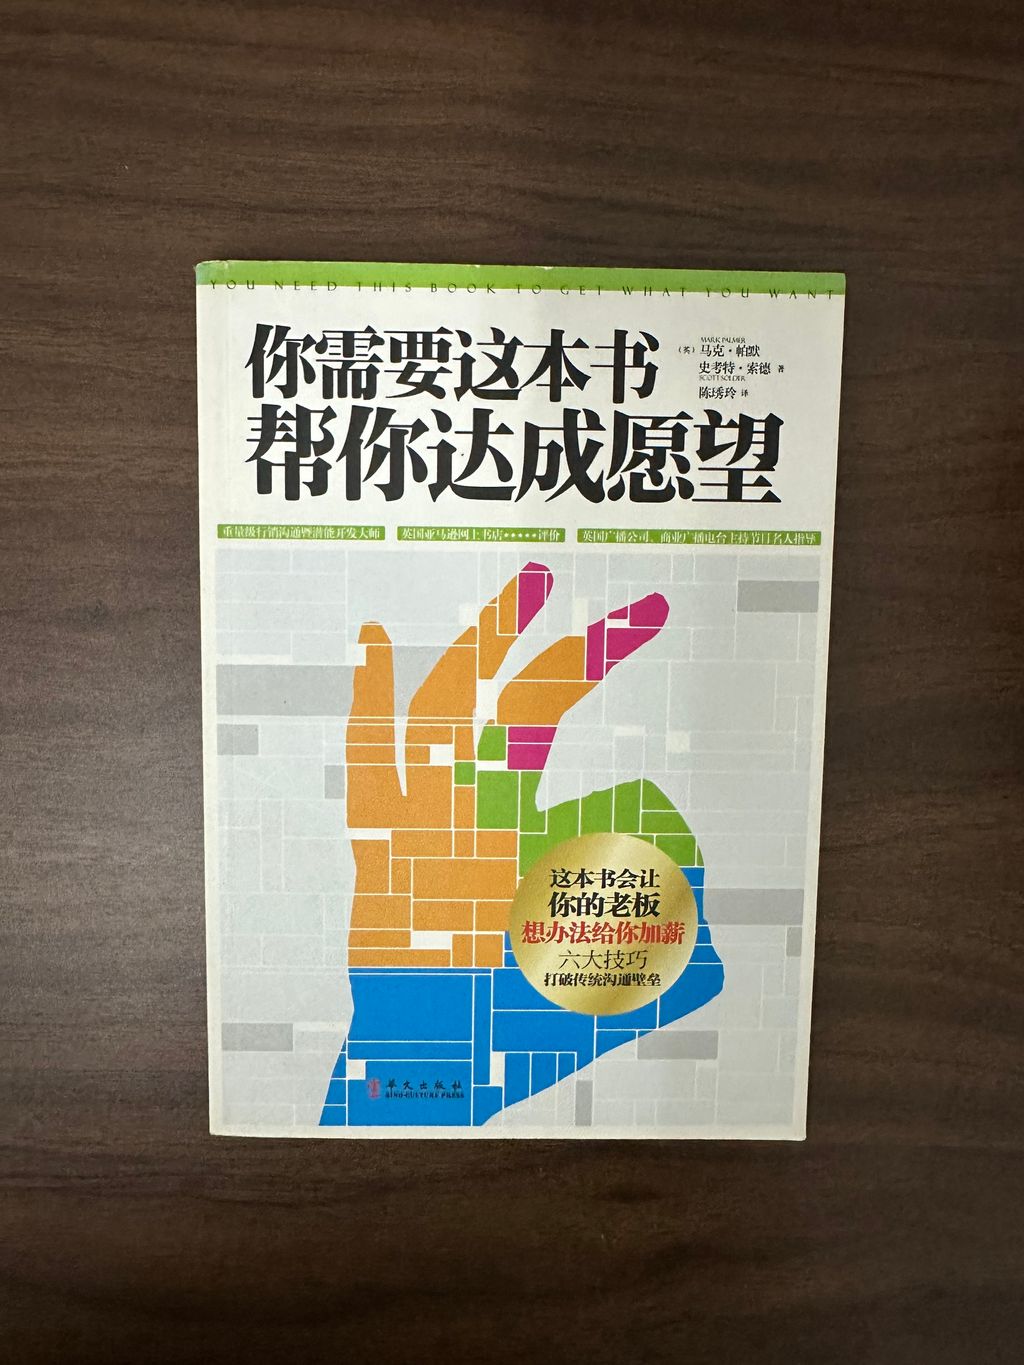 YOU NEED THIS BOOK TO GET WHAT YOU WANT
你需要这本书
帮你达成愿望
MARK PALMER
（英）马克·帕默
史考特·索德 著
SCOTT SOLDER
陈琇玲 译
重量级行销沟通暨潜能开发大师
英国亚马逊网上书店★★★★★评价
英国广播公司、商业广播电台主持节目名人指导
这本书会让
你的老板
想办法给你加薪
六大技巧
打破传统沟通壁垒
华文出版社
SINO-CULTURE PRESS